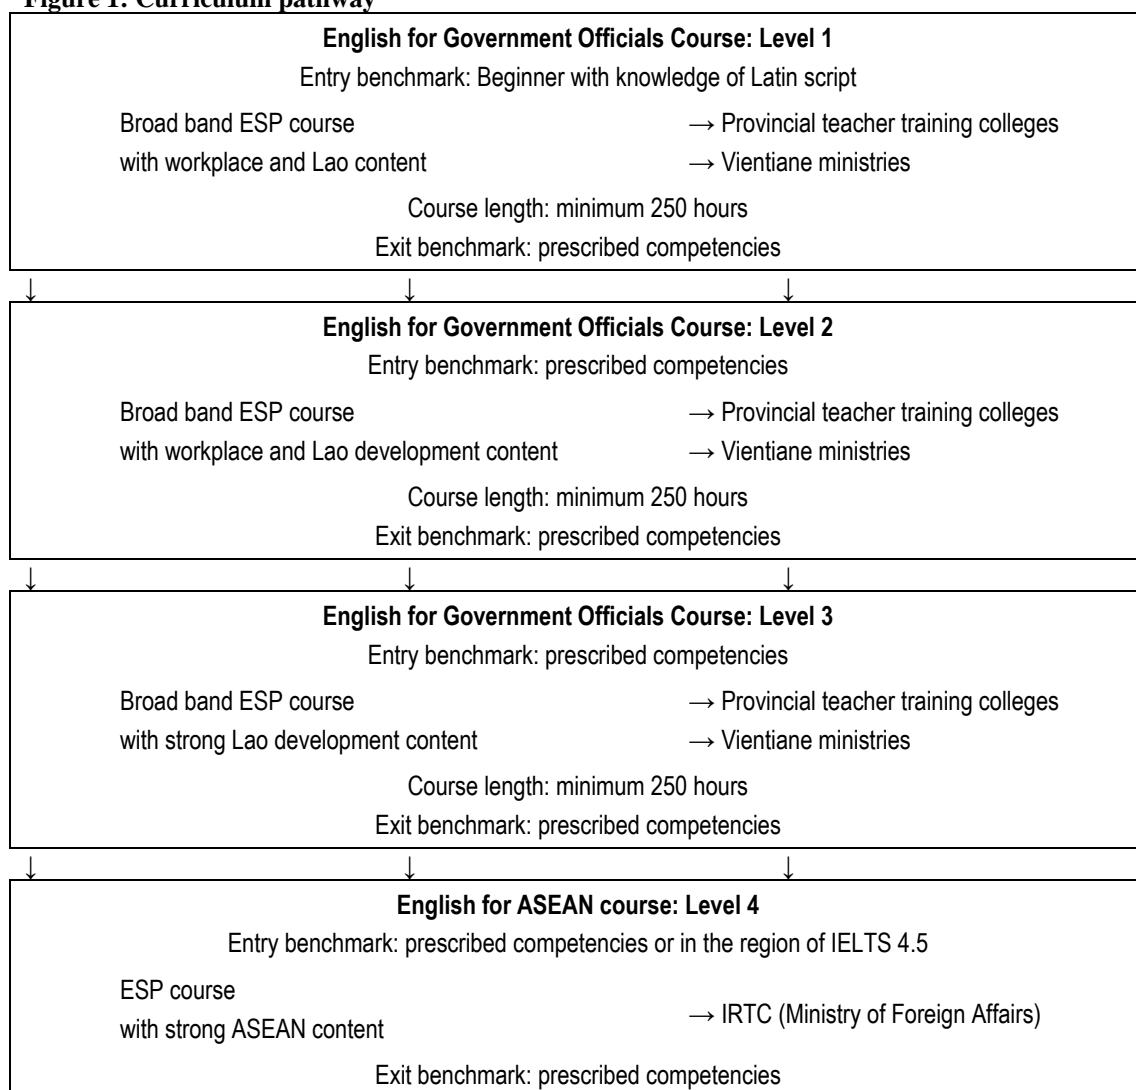 Figure 1: Curriculum pathway
English for Government Officials Course: Level 1
Entry benchmark: Beginner with knowledge of Latin script
Broad band ESP course → Provincial teacher training colleges
with workplace and Lao content → Vientiane ministries
Course length: minimum 250 hours
Exit benchmark: prescribed competencies
↓ ↓ ↓
English for Government Officials Course: Level 2
Entry benchmark: prescribed competencies
Broad band ESP course → Provincial teacher training colleges
with workplace and Lao development content → Vientiane ministries
Course length: minimum 250 hours
Exit benchmark: prescribed competencies
↓ ↓ ↓
English for Government Officials Course: Level 3
Entry benchmark: prescribed competencies
Broad band ESP course → Provincial teacher training colleges
with strong Lao development content → Vientiane ministries
Course length: minimum 250 hours
Exit benchmark: prescribed competencies
↓ ↓ ↓
English for ASEAN course: Level 4
Entry benchmark: prescribed competencies or in the region of IELTS 4.5
ESP course
with strong ASEAN content
→ IRTC (Ministry of Foreign Affairs)
Exit benchmark: prescribed competencies